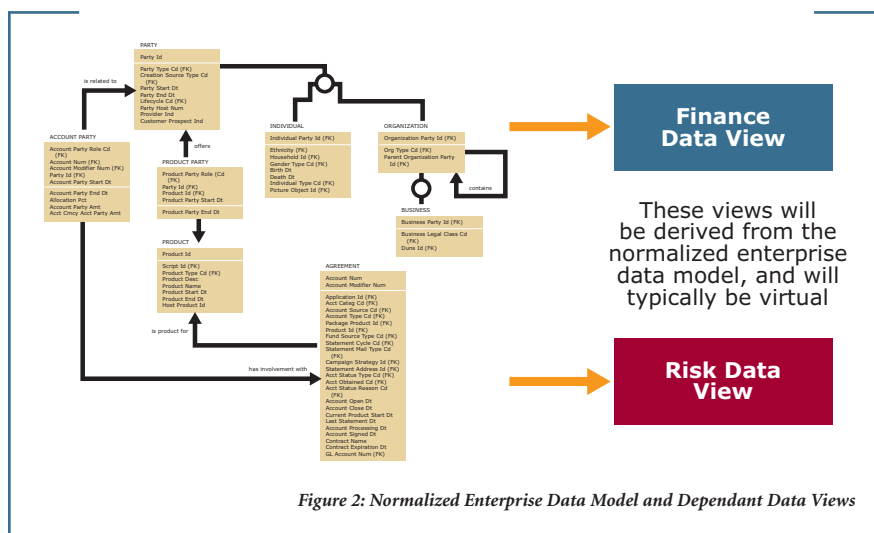 PARTY
Party Id
Party Type Cd (FK)
Creation Source Type Cd
(FK)
Party Start Dt
Party End Dt
Lifecycle Cd (FK)
Party Host Num
Provider Ind
Customer Prospect Ind
is related to
ACCOUNT PARTY
Account Party Role Cd
(FK)
Account Num (FK)
Account Modifier Num (FK)
Party Id (FK)
Account Party Start Dt
Account Party End Dt
Allocation Pct
Account Party Amt
Acct Crncy Acct Party Amt
offers
PRODUCT PARTY
Product Party Role (Cd
(FK)
Party Id (FK)
Product Id (FK)
Product Party Start Dt
Product Party End Dt
PRODUCT
Product Id
Script Id (FK)
Product Type Cd (FK)
Product Desc
Product Name
Product Start Dt
Product End Dt
Host Product Id
is product for
has involvement with
INDIVIDUAL
Individual Party Id (FK)
Ethnicity (FK)
Household Id (FK)
Gender Type Cd (FK)
Birth Dt
Death Dt
Individual Type Cd (FK)
Picture Object Id (FK)
ORGANIZATION
Organization Party Id (FK)
Org Type Cd (FK)
Parent Organization Party
Id (FK)
contains
BUSINESS
Business Party Id (FK)
Business Legal Class Cd
(FK)
Duns Id (FK)
AGREEMENT
Account Num
Account Modifier Num
Application Id (FK)
Acct Categ Cd (FK)
Account Source Cd (FK)
Account Type Cd (FK)
Package Product Id (FK)
Product Id (FK)
Fund Source Type Cd (FK)
Statement Cycle Cd (FK)
Statement Mail Type Cd
(FK)
Campaign Strategy Id (FK)
Statement Address Id (FK)
Acct Status Type Cd (FK)
Acct Obtained Cd (FK)
Acct Status Reason Cd
(FK)
Account Open Dt
Account Close Dt
Current Product Start Dt
Last Statement Dt
Account Processing Dt
Account Signed Dt
Contract Name
Contract Expiration Dt
GL Account Num (FK)
Finance
Data View
These views will
be derived from the
normalized enterprise
data model, and will
typically be virtual
Risk Data
View
Figure 2: Normalized Enterprise Data Model and Dependant Data Views